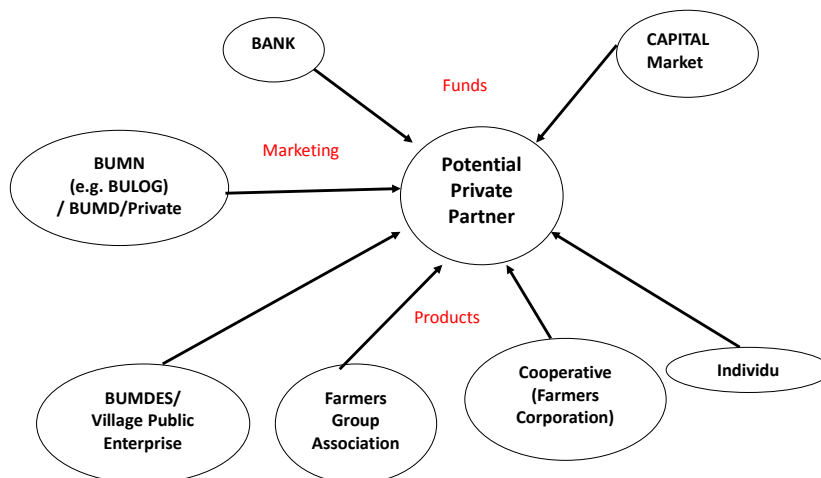 BANK
CAPITAL
Market
Funds
Marketing
BUMN
(e.g. BULOG)
/ BUMD/Private
Potential
Private
Partner
Products
BUMDES/
Village Public
Enterprise
Farmers
Group
Association
Cooperative
(Farmers
Corporation)
Individu